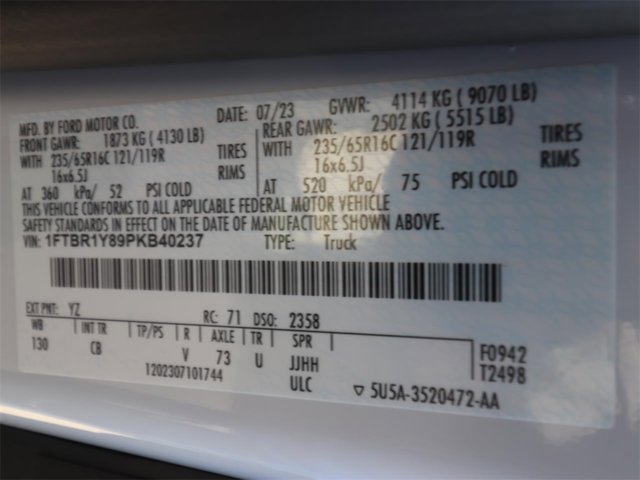 MFD. BY FORD MOTOR CO. DATE: 07/23 GVWR: 4114 KG ( 9070 LB)
FRONT GAWR: 1873 KG ( 4130 LB) REAR GAWR: 2502 KG ( 5515 LB)
WITH 235/65R16C 121/119R TIRES WITH 235/65R16C 121/119R TIRES
16x6.5J RIMS 16x6.5J RIMS
AT 360 kPa/ 52 PSI COLD AT 520 kPa/ 75 PSI COLD
THIS VEHICLE CONFORMS TO ALL APPLICABLE FEDERAL MOTOR VEHICLE
SAFETY STANDARDS IN EFFECT ON THE DATE OF MANUFACTURE SHOWN ABOVE.
VIN: 1FTBR1Y89PKB40237 TYPE: Truck
EXT PNT: YZ RC: 71 DSO: 2358
WB INT TR TP/PS R AXLE TR SPR F0942
130 CB V 73 U JJHH T2498
1202307101744 ULC ▽ 5U5A-3520472-AA